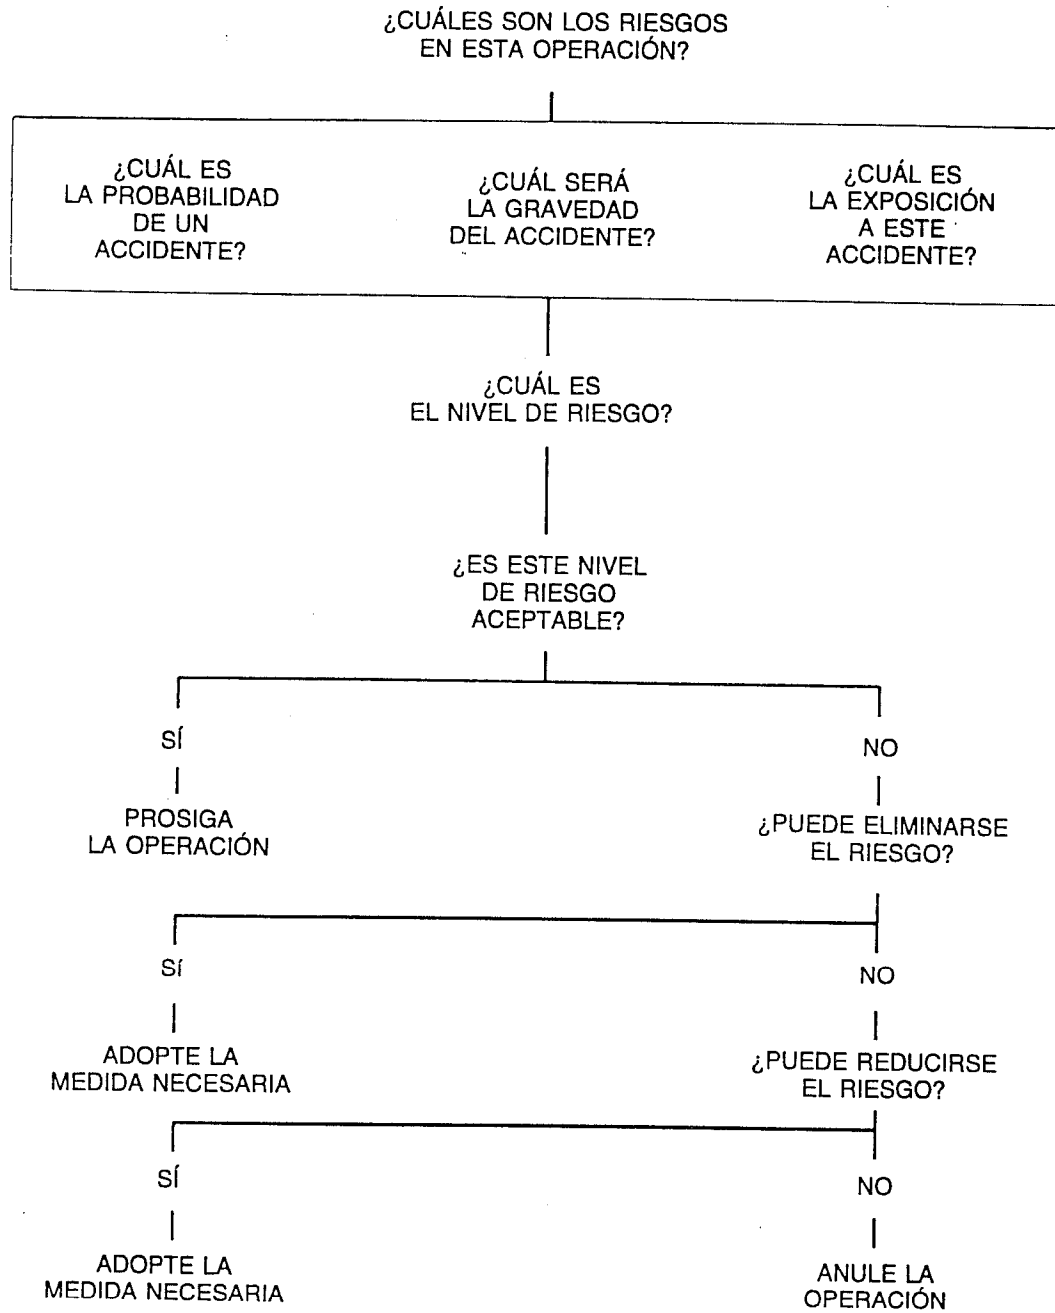 ¿CUÁLES SON LOS RIESGOS
EN ESTA OPERACIÓN?
¿CUÁL ES
LA PROBABILIDAD
DE UN
ACCIDENTE?
¿CUÁL SERÁ
LA GRAVEDAD
DEL ACCIDENTE?
¿CUÁL ES
LA EXPOSICIÓN
A ESTE
ACCIDENTE?
¿CUÁL ES
EL NIVEL DE RIESGO?
¿ES ESTE NIVEL
DE RIESGO
ACEPTABLE?
SÍ
NO
PROSIGA
LA OPERACIÓN
¿PUEDE ELIMINARSE
EL RIESGO?
SÍ
NO
ADOPTE LA
MEDIDA NECESARIA
¿PUEDE REDUCIRSE
EL RIESGO?
SÍ
NO
ADOPTE LA
MEDIDA NECESARIA
ANULE LA
OPERACIÓN